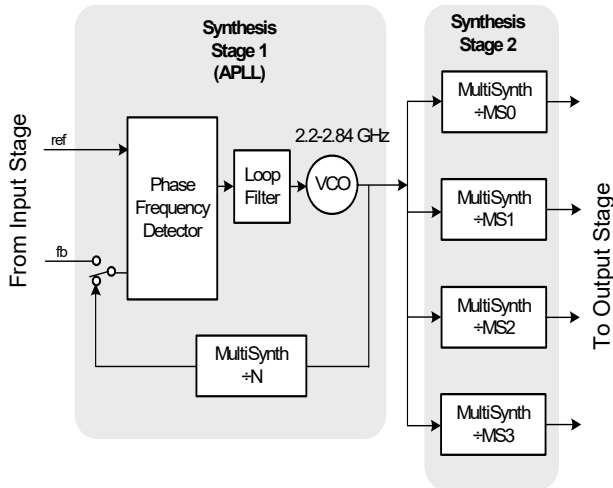 Synthesis
Stage 1
(APLL)
Synthesis
Stage 2
From Input Stage
ref
fb
Phase
Frequency
Detector
Loop
Filter
2.2-2.84 GHz
VCO
MultiSynth
÷N
MultiSynth
÷MS0
MultiSynth
÷MS1
MultiSynth
÷MS2
MultiSynth
÷MS3
To Output Stage